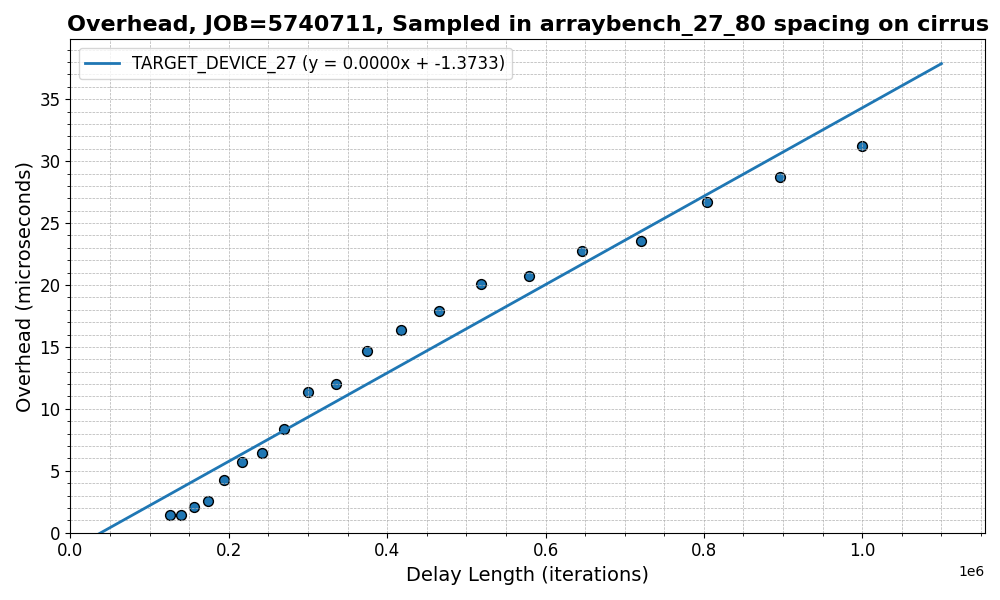 Overhead, JOB=5740711, Sampled in arraybench_27_80 spacing on cirrus
TARGET_DEVICE_27 (y = 0.0000x + -1.3733)
Overhead (microseconds)
35
30
25
20
15
10
5
0
0.0 0.2 0.4 0.6 0.8 1.0
1e6
Delay Length (iterations)